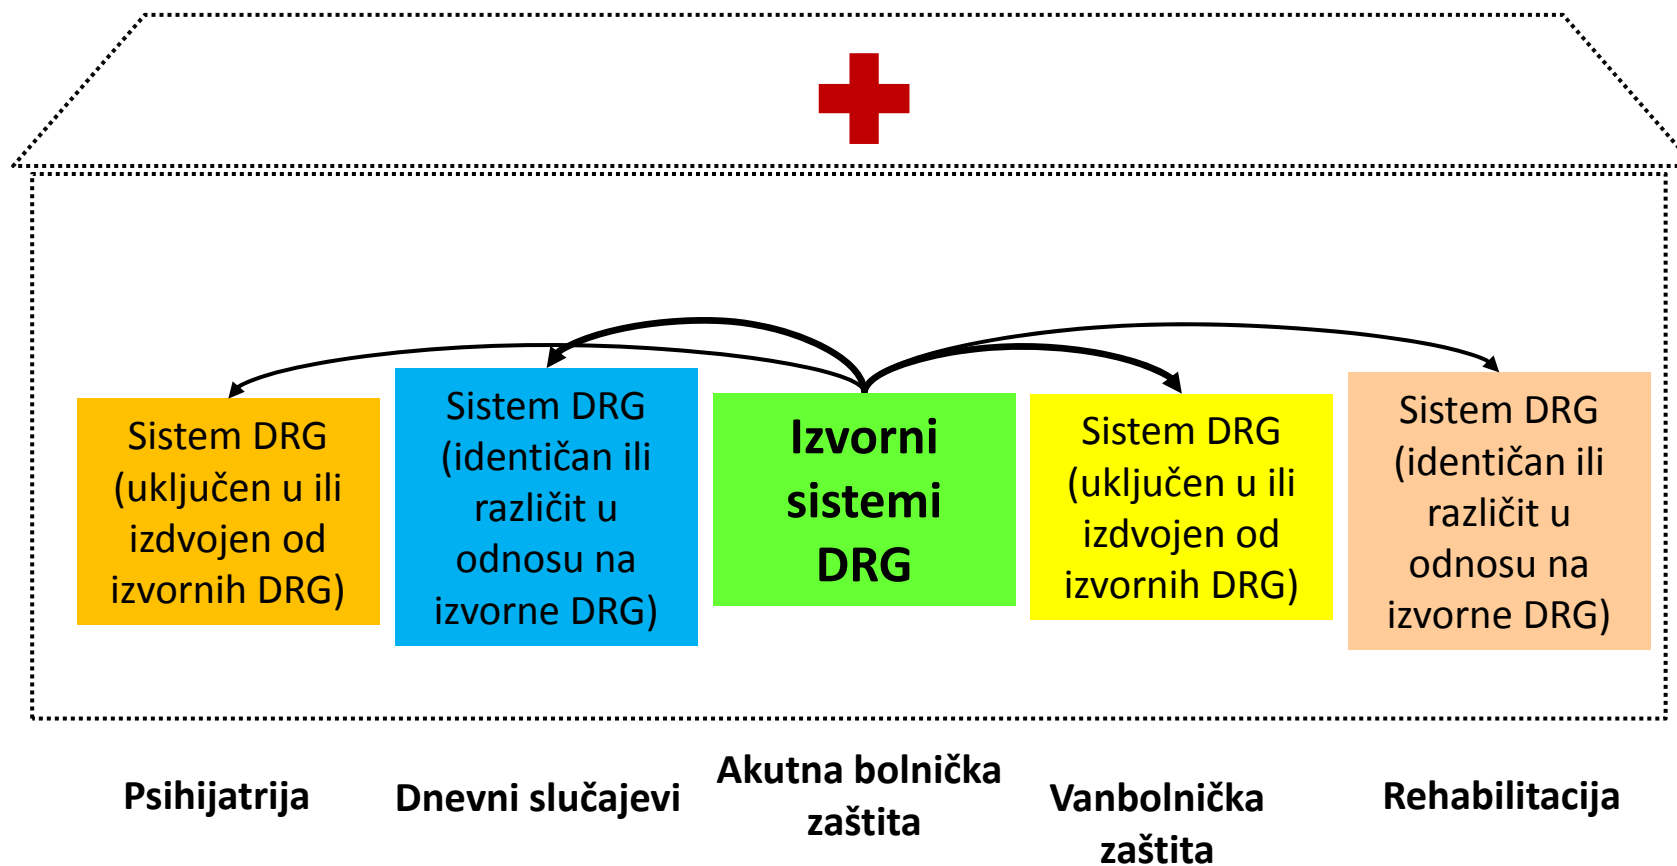 Sistem DRG
(uključen u ili
izdvojen od
izvornih DRG)
Sistem DRG
(identičan ili
različit u
odnosu na
izvorne DRG)
Izvorni
sistemi
DRG
Sistem DRG
(uključen u ili
izdvojen od
izvornih DRG)
Sistem DRG
(identičan ili
različit u
odnosu na
izvorne DRG)
Psihijatrija
Dnevni slučajevi
Akutna bolnička
zaštita
Vanbolnička
zaštita
Rehabilitacija